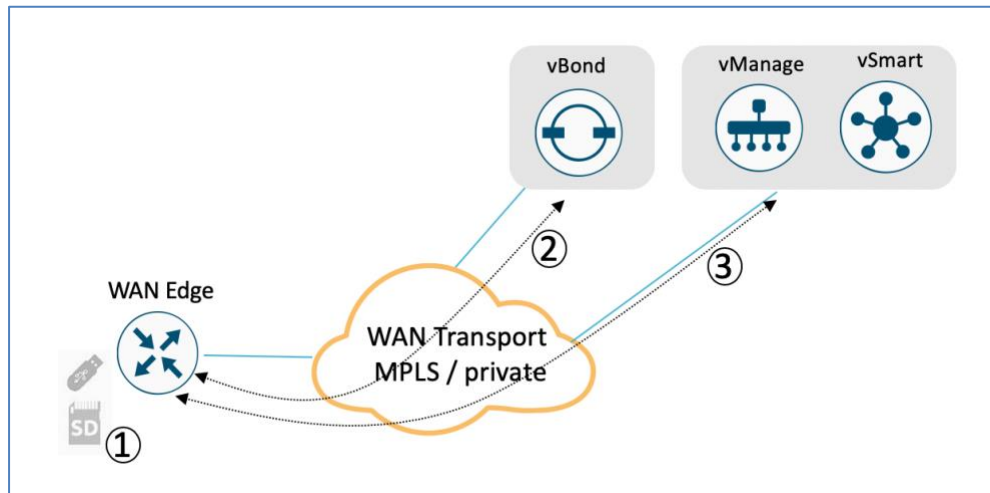 vBond
vManage
vSmart
②
③
WAN Edge
WAN Transport
MPLS / private
SD
①